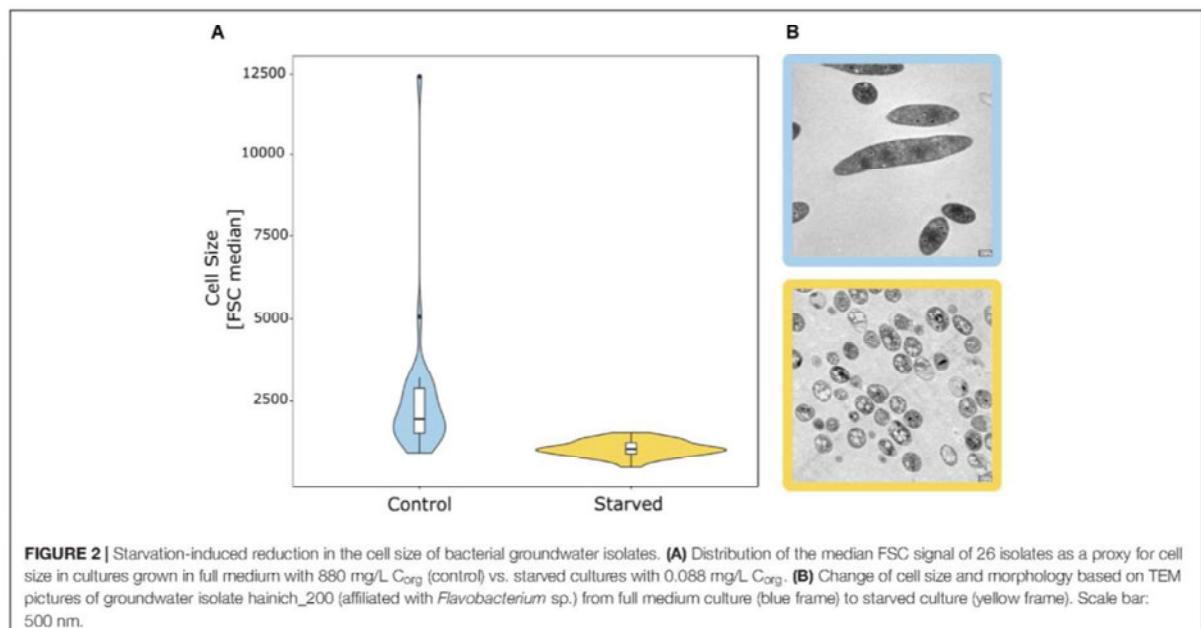 A
B
12500
10000
7500
5000
2500
Cell Size
[FSC median]
Control
Starved
FIGURE 2 | Starvation-induced reduction in the cell size of bacterial groundwater isolates. (A) Distribution of the median FSC signal of 26 isolates as a proxy for cell
size in cultures grown in full medium with 880 mg/L Corg (control) vs. starved cultures with 0.088 mg/L Corg. (B) Change of cell size and morphology based on TEM
pictures of groundwater isolate hainich_200 (affiliated with Flavobacterium sp.) from full medium culture (blue frame) to starved culture (yellow frame). Scale bar:
500 nm.